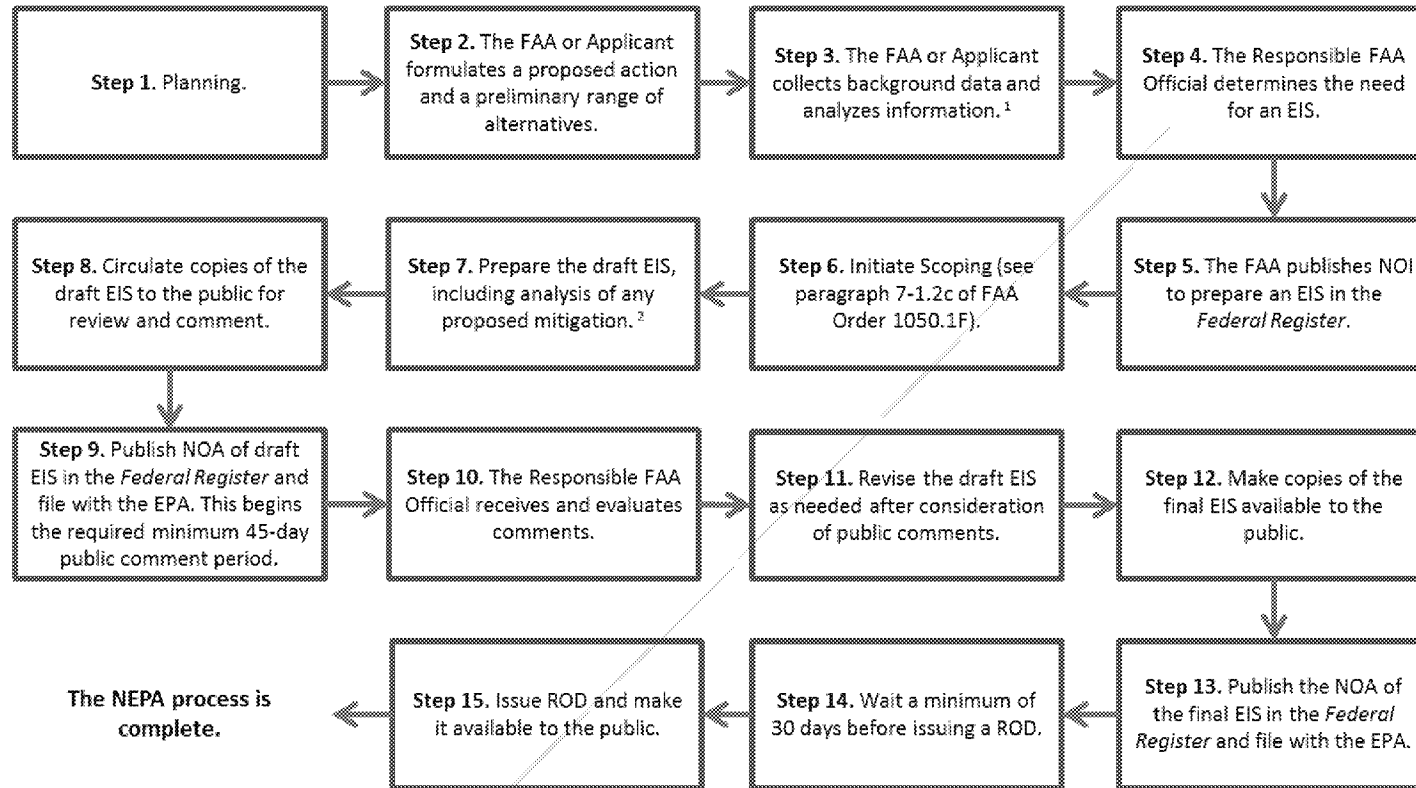 Step 1. Planning.
Step 2. The FAA or Applicant
formulates a proposed action
and a preliminary range of
alternatives.
Step 3. The FAA or Applicant
collects background data and
analyzes information. 1
Step 4. The Responsible FAA
Official determines the need
for an EIS.
Step 5. The FAA publishes NOI
to prepare an EIS in the
Federal Register.
Step 6. Initiate Scoping (see
paragraph 7-1.2c of FAA
Order 1050.1F).
Step 7. Prepare the draft EIS,
including analysis of any
proposed mitigation. 2
Step 8. Circulate copies of the
draft EIS to the public for
review and comment.
Step 9. Publish NOA of draft
EIS in the Federal Register and
file with the EPA. This begins
the required minimum 45-day
public comment period.
Step 10. The Responsible FAA
Official receives and evaluates
comments.
Step 11. Revise the draft EIS
as needed after consideration
of public comments.
Step 12. Make copies of the
final EIS available to the
public.
Step 13. Publish the NOA of
the final EIS in the Federal
Register and file with the EPA.
Step 14. Wait a minimum of
30 days before issuing a ROD.
Step 15. Issue ROD and make
it available to the public.
The NEPA process is
complete.